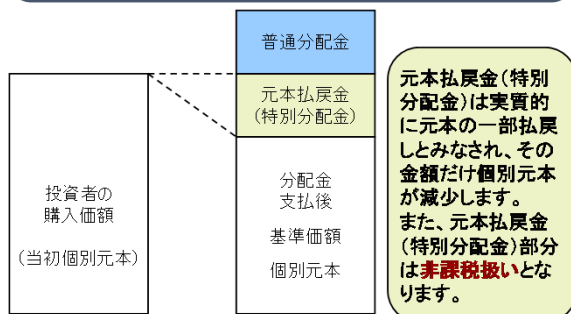 普通分配金
元本払戻金
(特別分配金)
投資者の
購入価額
(当初個別元本)
分配金
支払後
基準価額
個別元本
元本払戻金(特別
分配金)は実質的
に元本の一部払戻
しとみなされ、その
金額だけ個別元本
が減少します。
また、元本払戻金
(特別分配金)部分
は非課税扱いとな
ります。